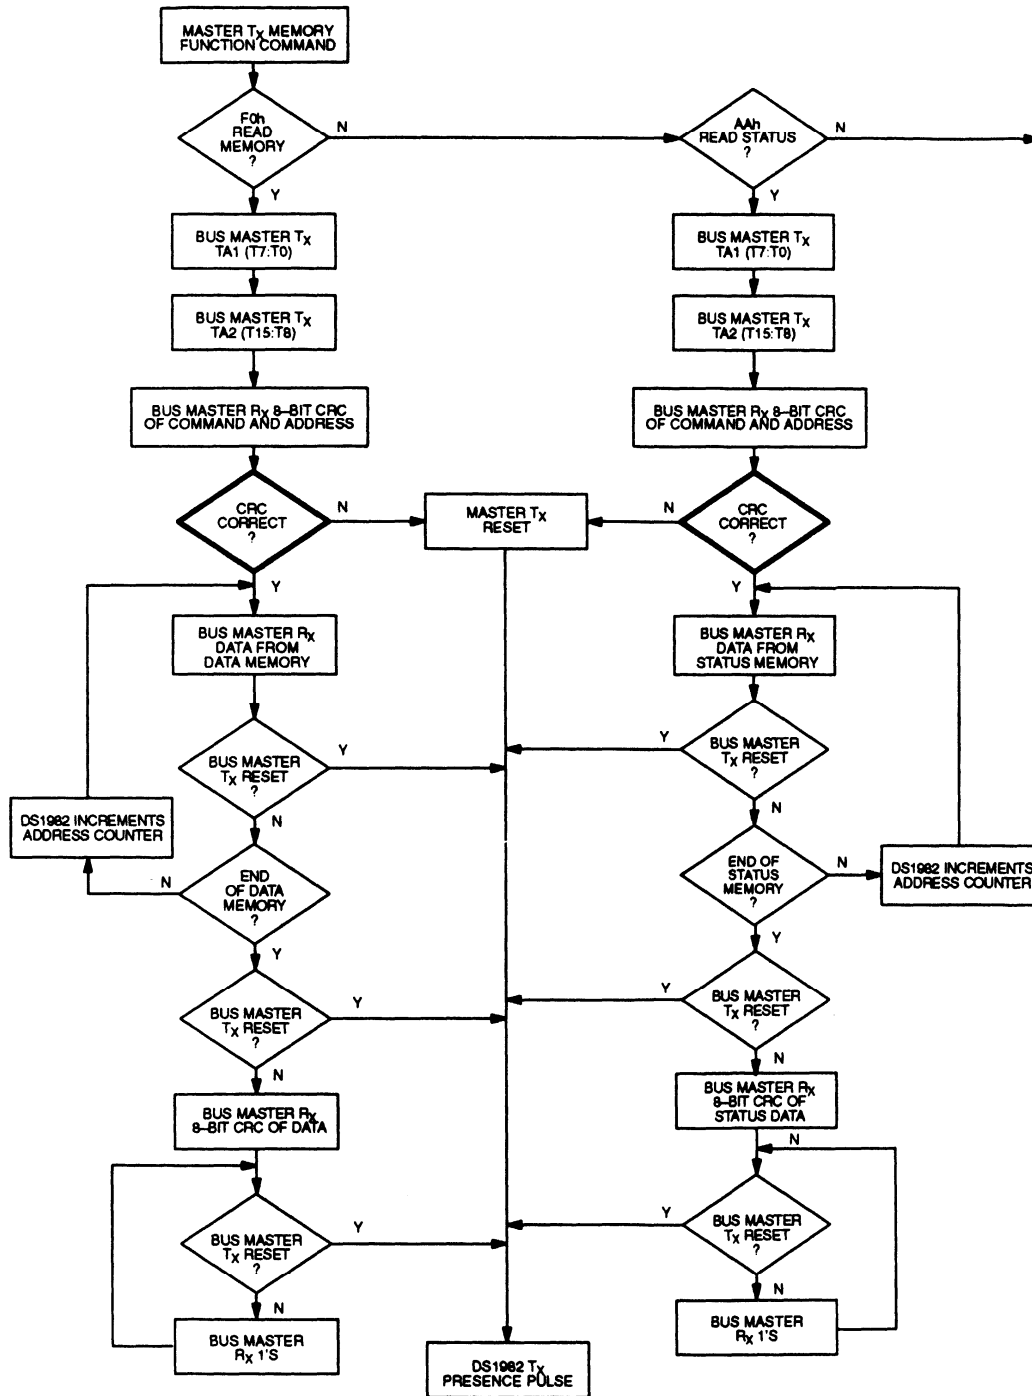 MASTER TX MEMORY
FUNCTION COMMAND
F0h
READ
MEMORY
?
N
Y
AAh
READ STATUS
?
N
Y
BUS MASTER TX
TA1 (T7:T0)
BUS MASTER TX
TA1 (T7:T0)
BUS MASTER TX
TA2 (T15:T8)
BUS MASTER TX
TA2 (T15:T8)
BUS MASTER RX 8–BIT CRC
OF COMMAND AND ADDRESS
BUS MASTER RX 8–BIT CRC
OF COMMAND AND ADDRESS
CRC
CORRECT
?
N
Y
MASTER TX
RESET
N
CRC
CORRECT
?
Y
BUS MASTER RX
DATA FROM
DATA MEMORY
BUS MASTER RX
DATA FROM
STATUS MEMORY
BUS MASTER
TX RESET
?
Y
N
Y
BUS MASTER
TX RESET
?
N
DS1982 INCREMENTS
ADDRESS COUNTER
N
END
OF DATA
MEMORY
?
Y
END OF
STATUS
MEMORY
?
N
Y
DS1982 INCREMENTS
ADDRESS COUNTER
BUS MASTER
TX RESET
?
Y
N
Y
BUS MASTER
TX RESET
?
N
BUS MASTER RX
8–BIT CRC OF DATA
BUS MASTER RX
8–BIT CRC OF
STATUS DATA
N
BUS MASTER
TX RESET
?
Y
N
Y
BUS MASTER
TX RESET
?
N
BUS MASTER
RX 1'S
BUS MASTER
RX 1'S
DS1982 TX
PRESENCE PULSE